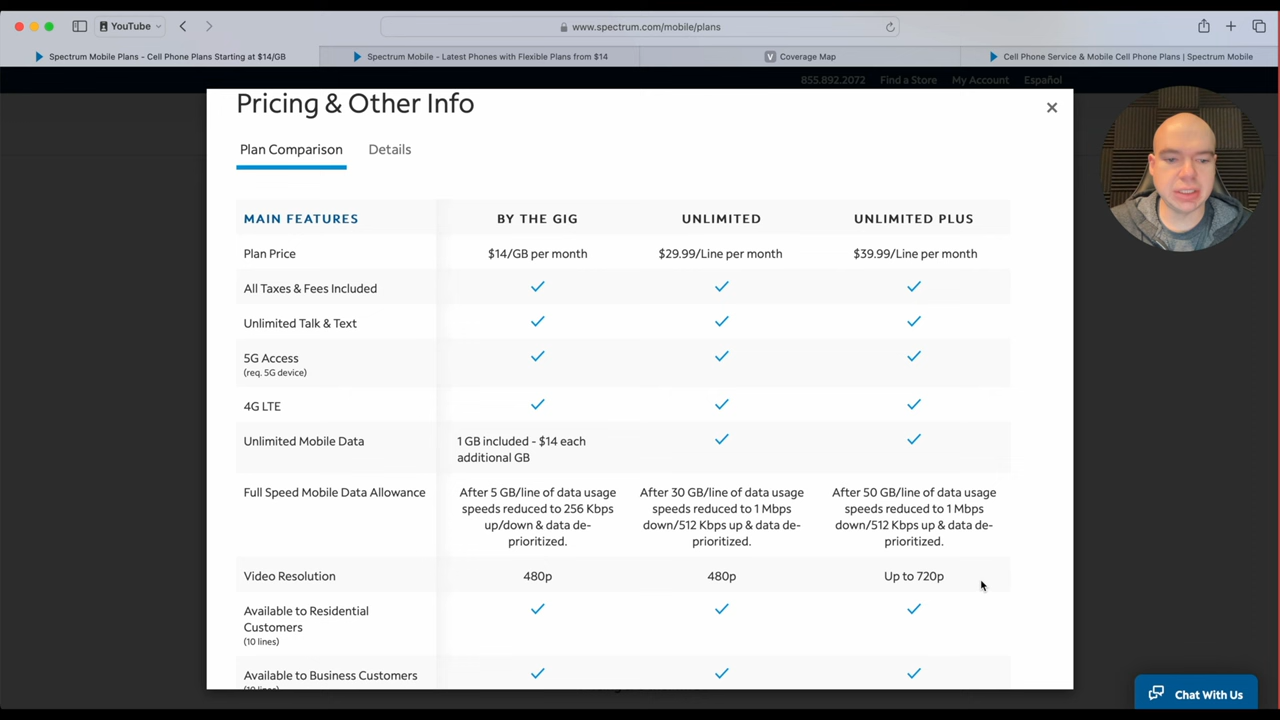 YouTube
www.spectrum.com/mobile/plans
Spectrum Mobile Plans - Cell Phone Plans Starting at $14/GB
Spectrum Mobile - Latest Phones with Flexible Plans from $14
Coverage Map
Cell Phone Service & Mobile Cell Phone Plans | Spectrum Mobile
855.892.2072 Find a Store My Account Español
Pricing & Other Info
Plan Comparison Details
MAIN FEATURES BY THE GIG UNLIMITED UNLIMITED PLUS
Plan Price $14/GB per month $29.99/Line per month $39.99/Line per month
All Taxes & Fees Included
Unlimited Talk & Text
5G Access
(req. 5G device)
4G LTE
Unlimited Mobile Data
1 GB included - $14 each
additional GB
Full Speed Mobile Data Allowance
After 5 GB/line of data usage
speeds reduced to 256 Kbps
up/down & data de-
prioritized.
After 30 GB/line of data usage
speeds reduced to 1 Mbps
down/512 Kbps up & data de-
prioritized.
After 50 GB/line of data usage
speeds reduced to 1 Mbps
down/512 Kbps up & data de-
prioritized.
Video Resolution 480p 480p Up to 720p
Available to Residential
Customers
(10 lines)
Available to Business Customers
Chat With Us